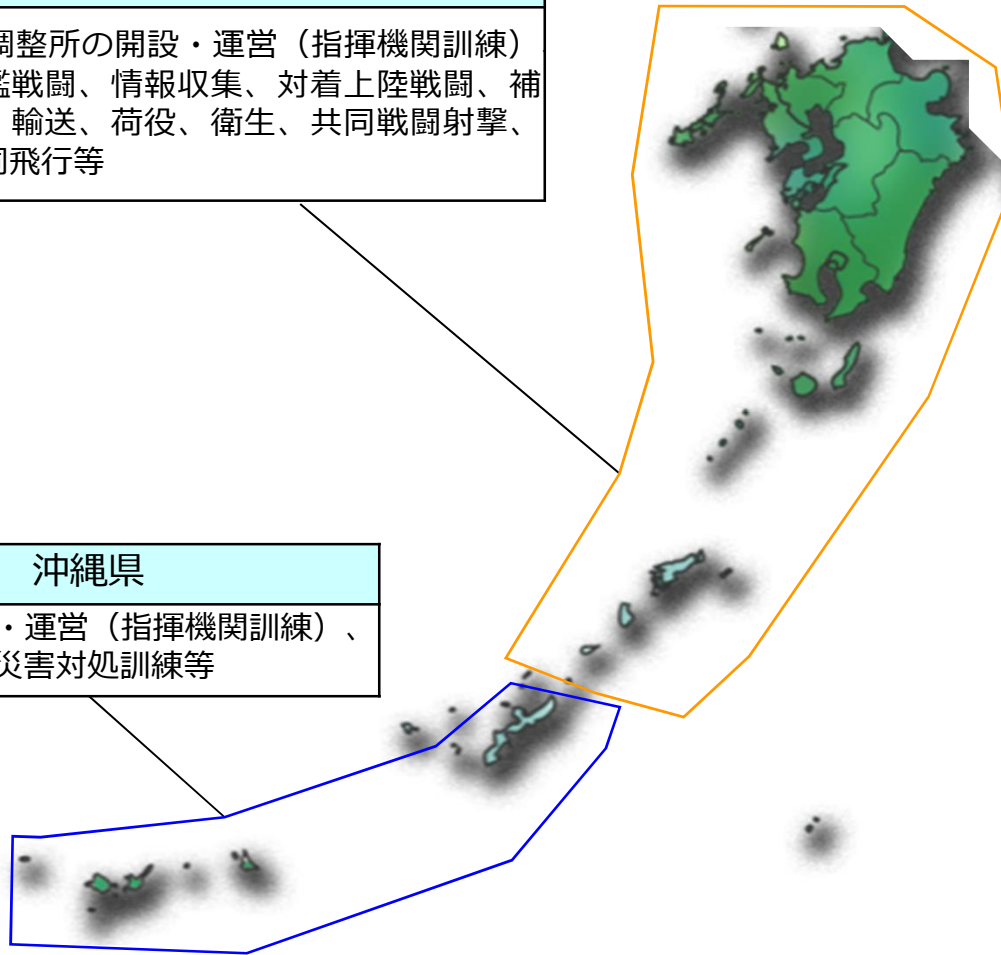 調整所の開設・運営（指揮機関訓練）
艦戦闘、情報収集、対着上陸戦闘、補
輸送、荷役、衛生、共同戦闘射撃、
同飛行等
沖縄県
・運営（指揮機関訓練）、
災害対処訓練等